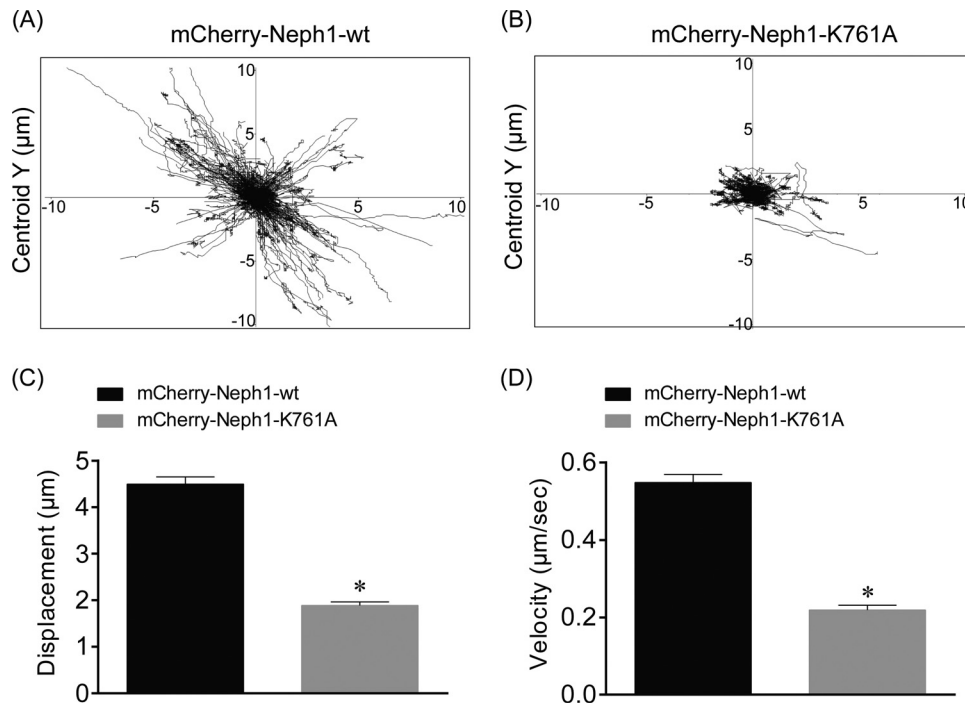 (A)
mCherry-Neph1-wt
Centroid Y (µm)
10
5
-10
-5
5
10
-5
-10
(B)
mCherry-Neph1-K761A
Centroid Y (µm)
10
5
-10
-5
5
10
-5
-10
(C)
mCherry-Neph1-wt
mCherry-Neph1-K761A
Displacement (µm)
5
4
3
2
1
0
*
(D)
mCherry-Neph1-wt
mCherry-Neph1-K761A
Velocity (µm/sec)
0.6
0.4
0.2
0.0
*